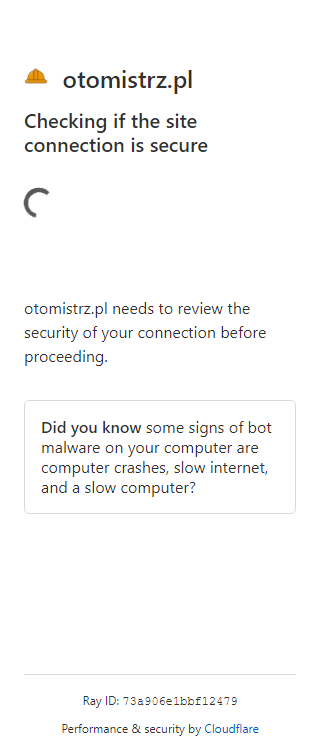 otomistrz.pl
Checking if the site
connection is secure
otomistrz.pl needs to review the
security of your connection before
proceeding.
Did you know some signs of bot
malware on your computer are
computer crashes, slow internet,
and a slow computer?
Ray ID: 73a906e1bbf12479
Performance & security by Cloudflare